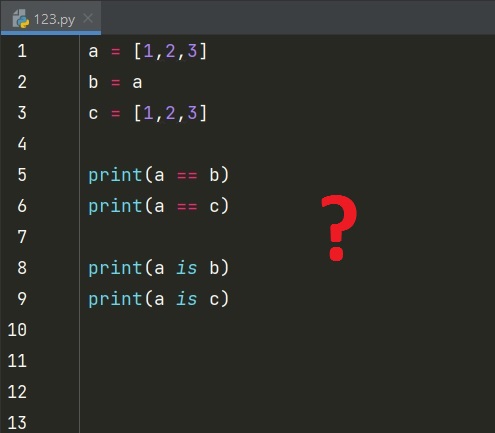 123.py
1 a = [1,2,3]
2 b = a
3 c = [1,2,3]
4
5 print(a == b)
6 print(a == c)
7
8 print(a is b)
9 print(a is c)
10
11
12
13
?